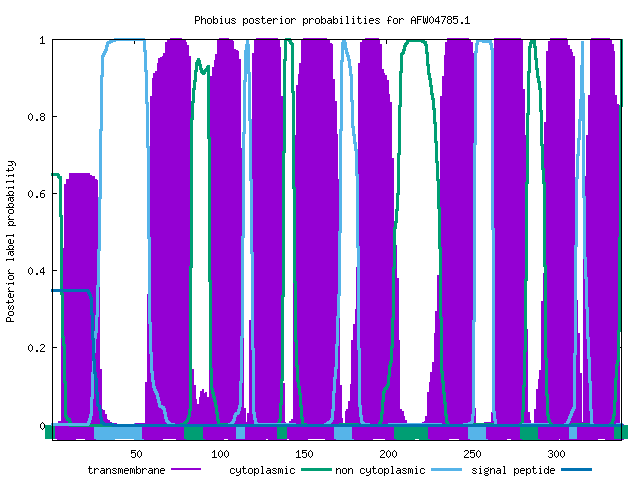 Phobius posterior probabilities for AFW04785.1
1
0.8
0.6
0.4
0.2
0
Posterior label probability
50 100 150 200 250 300
transmembrane cytoplasmic non cytoplasmic signal peptide